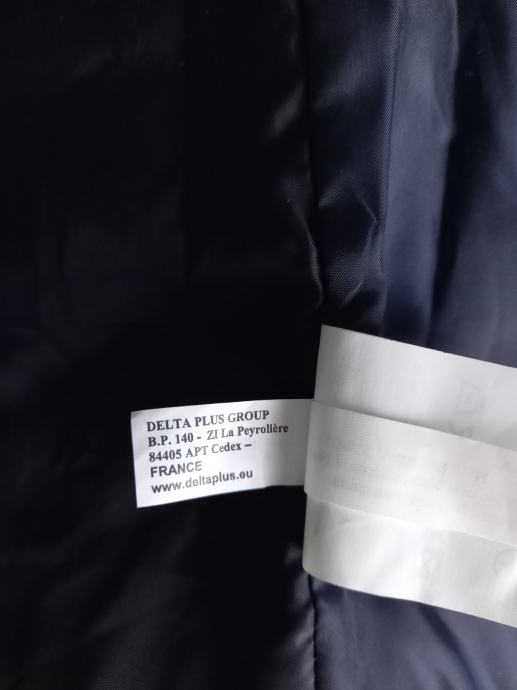 DELTA PLUS GROUP
B.P. 140 - ZI La Peyrolière
84405 APT Cedex –
FRANCE
www.deltaplus.eu